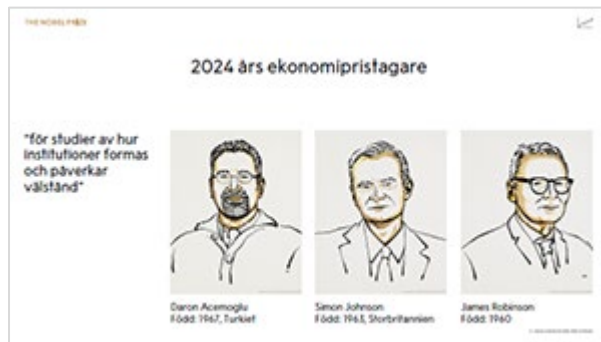 THE NOBEL PRIZE
2024 års ekonomipristagare
"för studier av hur
institutioner formas
och påverkar
välstånd"
Daron Acemoglu
Född: 1967, Turkiet
Simon Johnson
Född: 1963, Storbritannien
James Robinson
Född: 1960